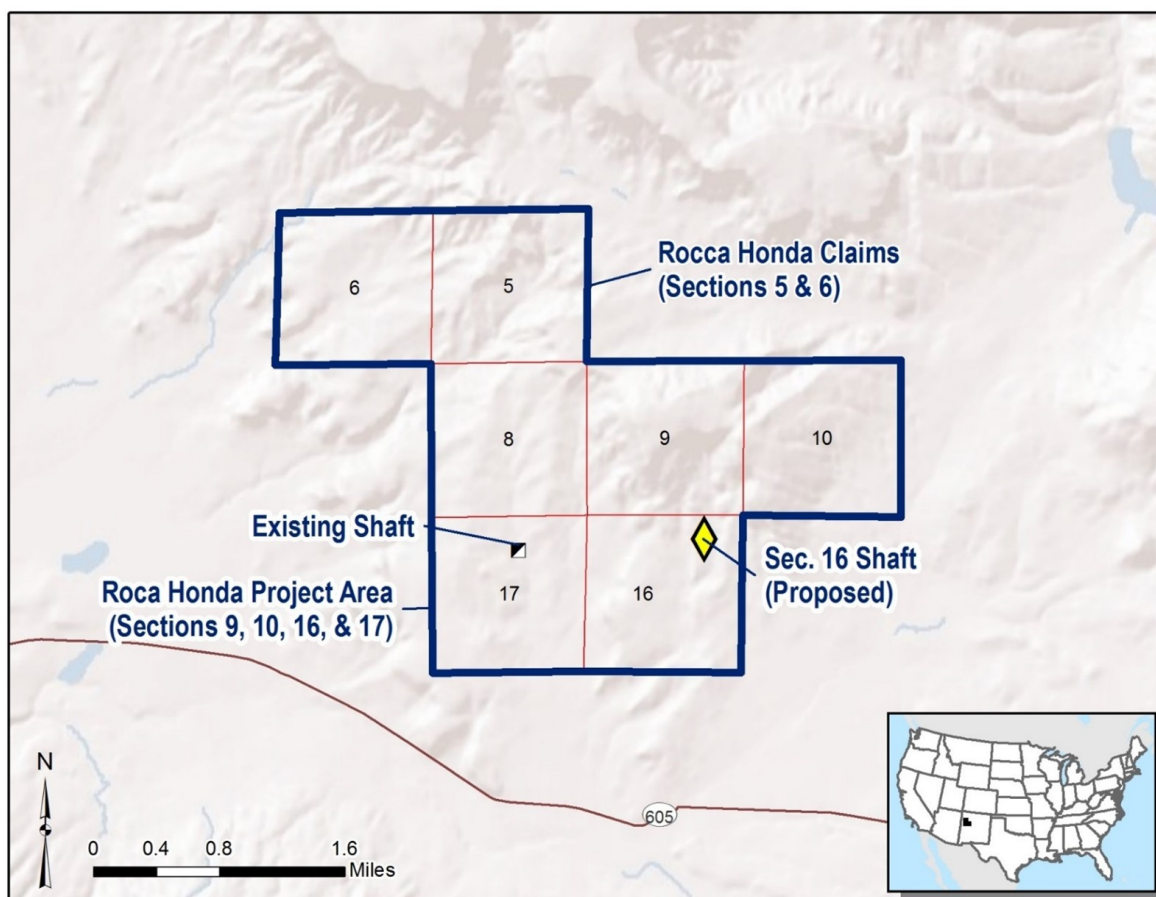 Rocca Honda Claims
(Sections 5 & 6)
6
5
8
9
10
Existing Shaft
Sec. 16 Shaft
(Proposed)
Roca Honda Project Area
(Sections 9, 10, 16, & 17)
17
16
605
N
0 0.4 0.8 1.6
Miles